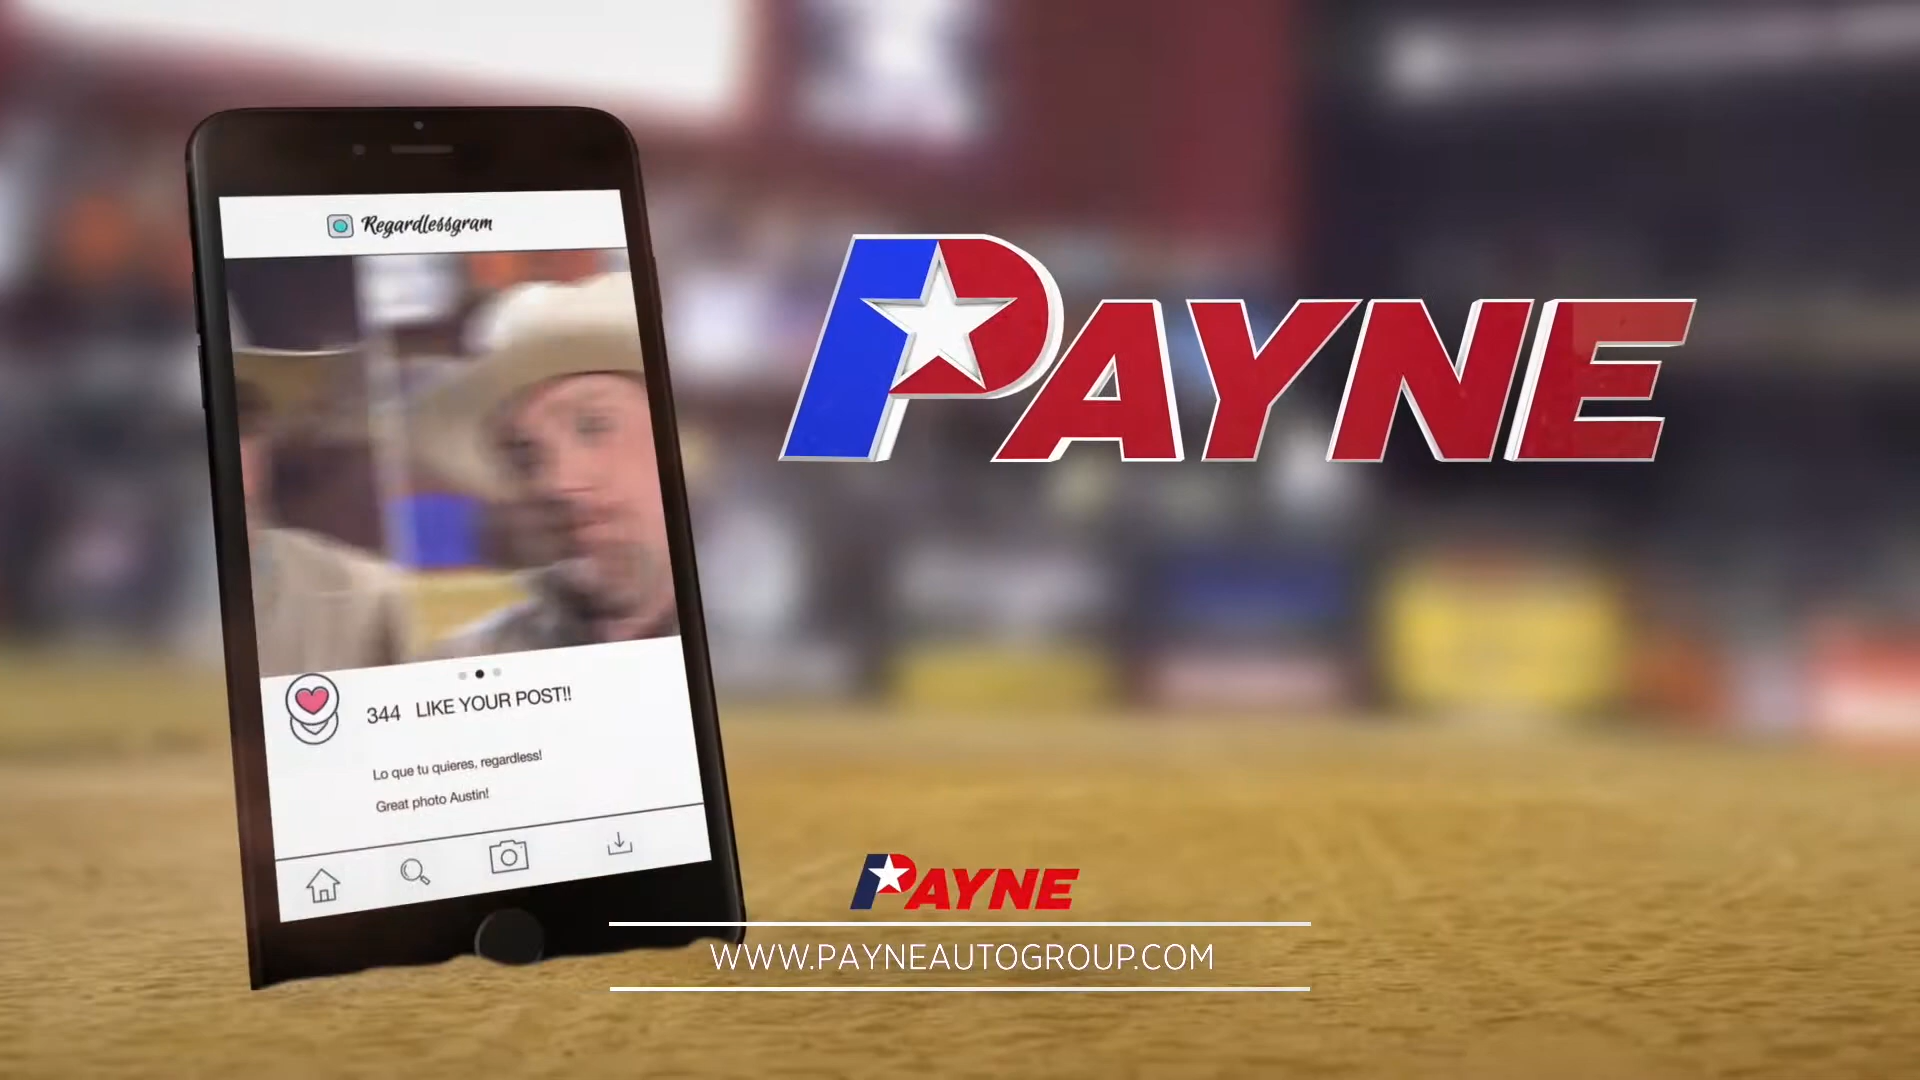 Regardlessgram
PAYNE
344 LIKE YOUR POST!!
Lo que tu quieres, regardless!
Great photo Austin!
PAYNE
WWW.PAYNEAUTOGROUP.COM